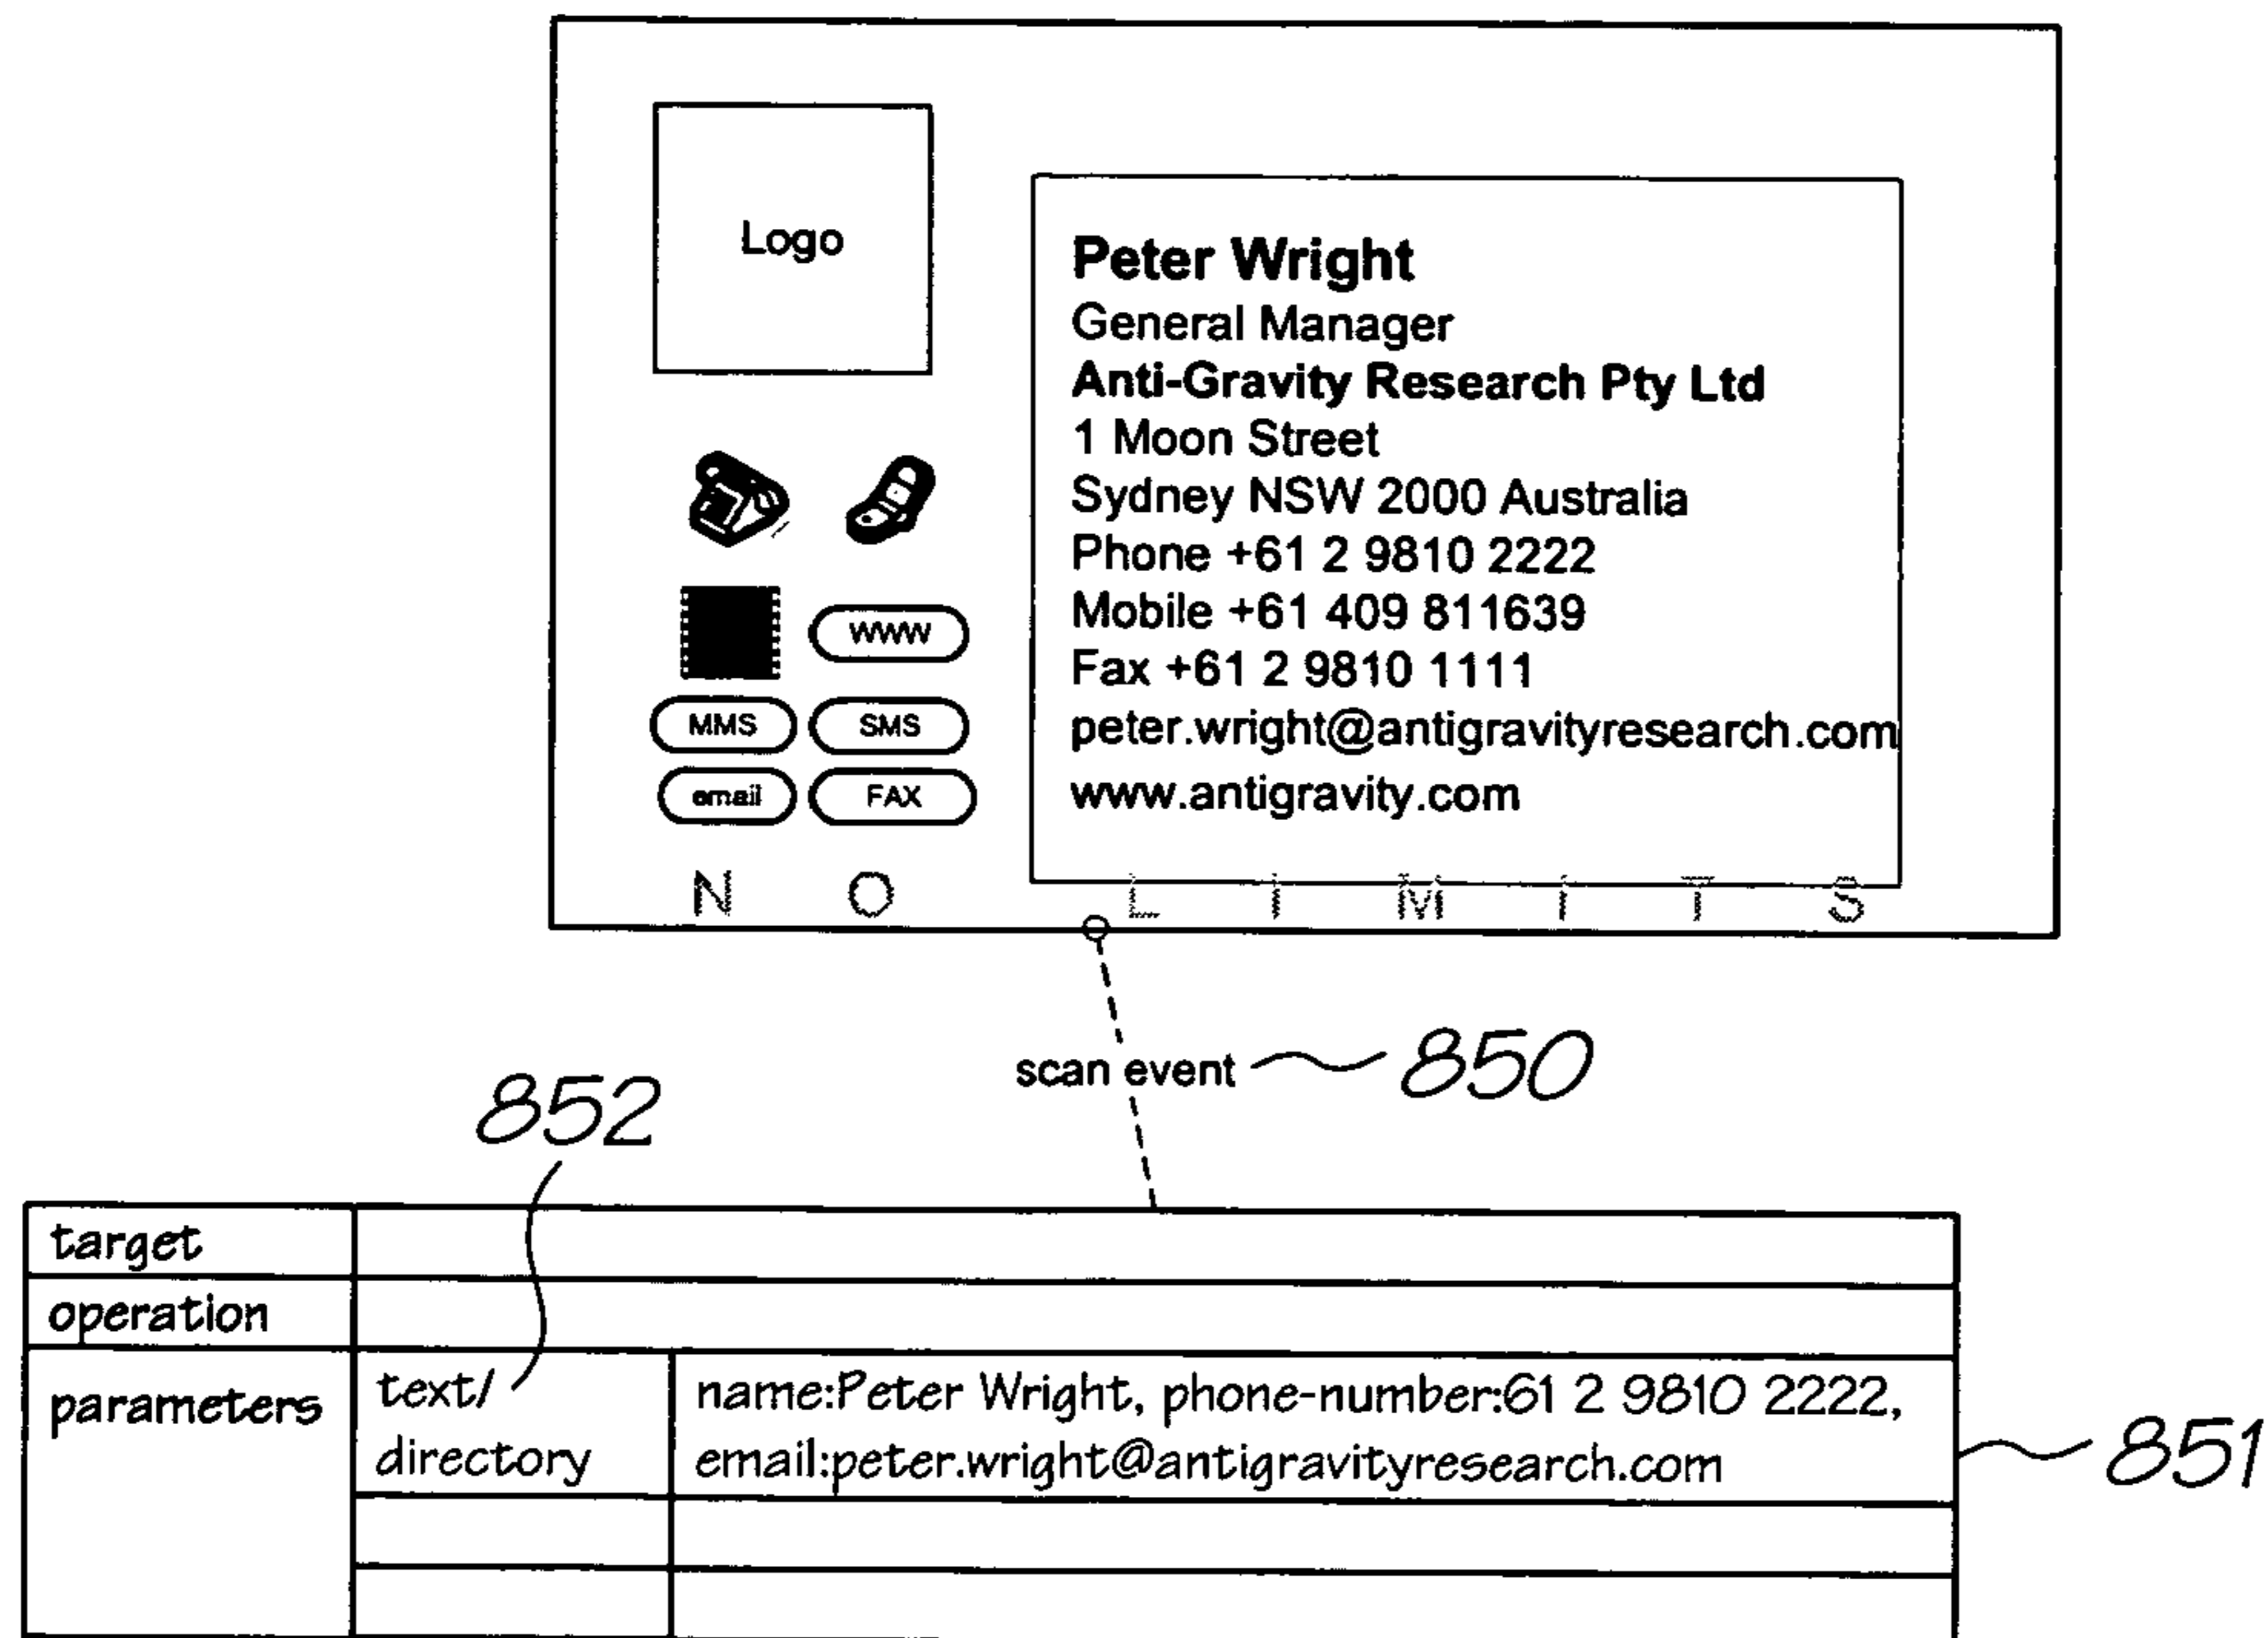 Logo
Peter Wright
General Manager
Anti-Gravity Research Pty Ltd
1 Moon Street
Sydney NSW 2000 Australia
Phone +61 2 9810 2222
Mobile +61 409 811639
Fax +61 2 9810 1111
peter.wright@antigravityresearch.com
www.antigravity.com
WWW
MMS SMS
email FAX
N O L I M I T S
scan event 850
852
target
operation
parameters text/ name:Peter Wright, phone-number:61 2 9810 2222,
directory email:peter.wright@antigravityresearch.com
851